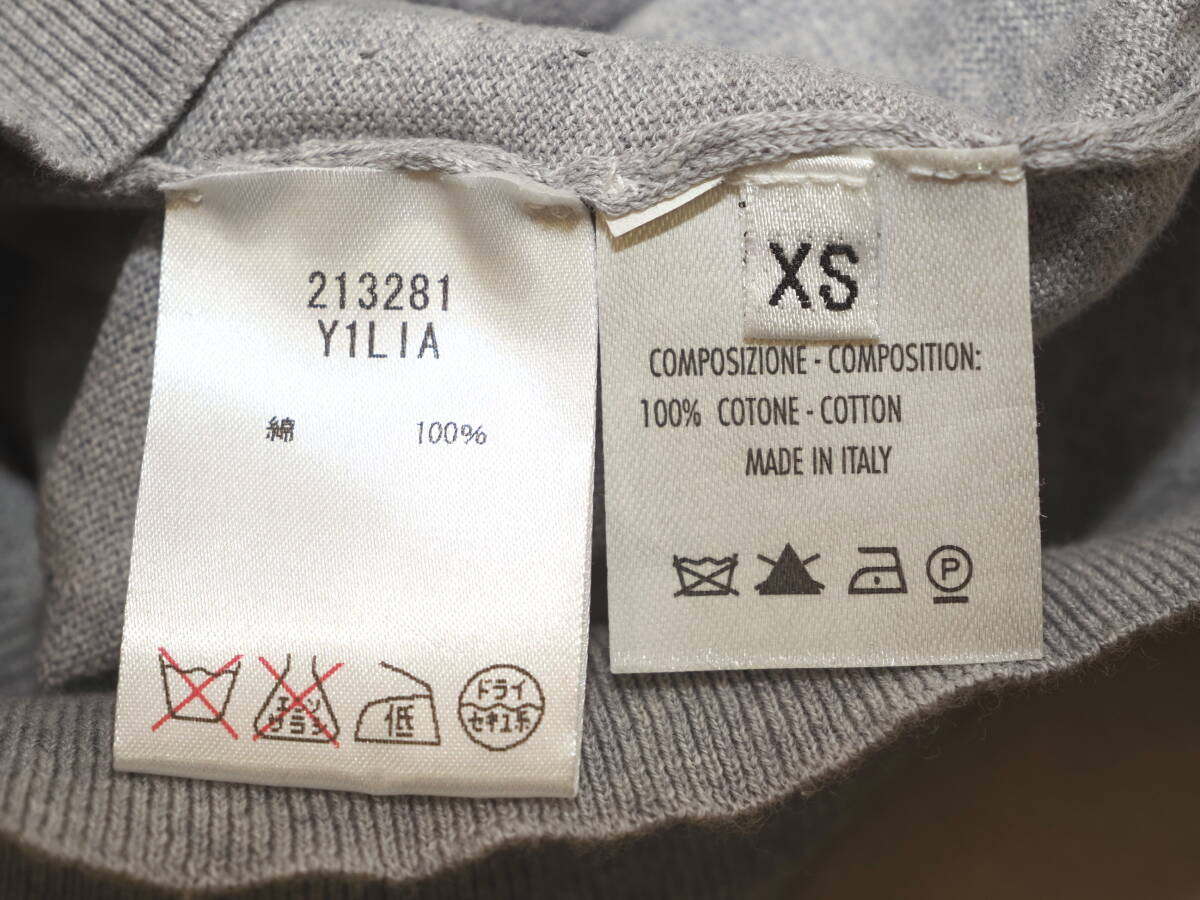 213281
Y1LIA
綿 100%
エンソ
サラシ
低
ドライ
セキユ系
XS
COMPOSIZIONE - COMPOSITION:
100% COTONE - COTTON
MADE IN ITALY
P